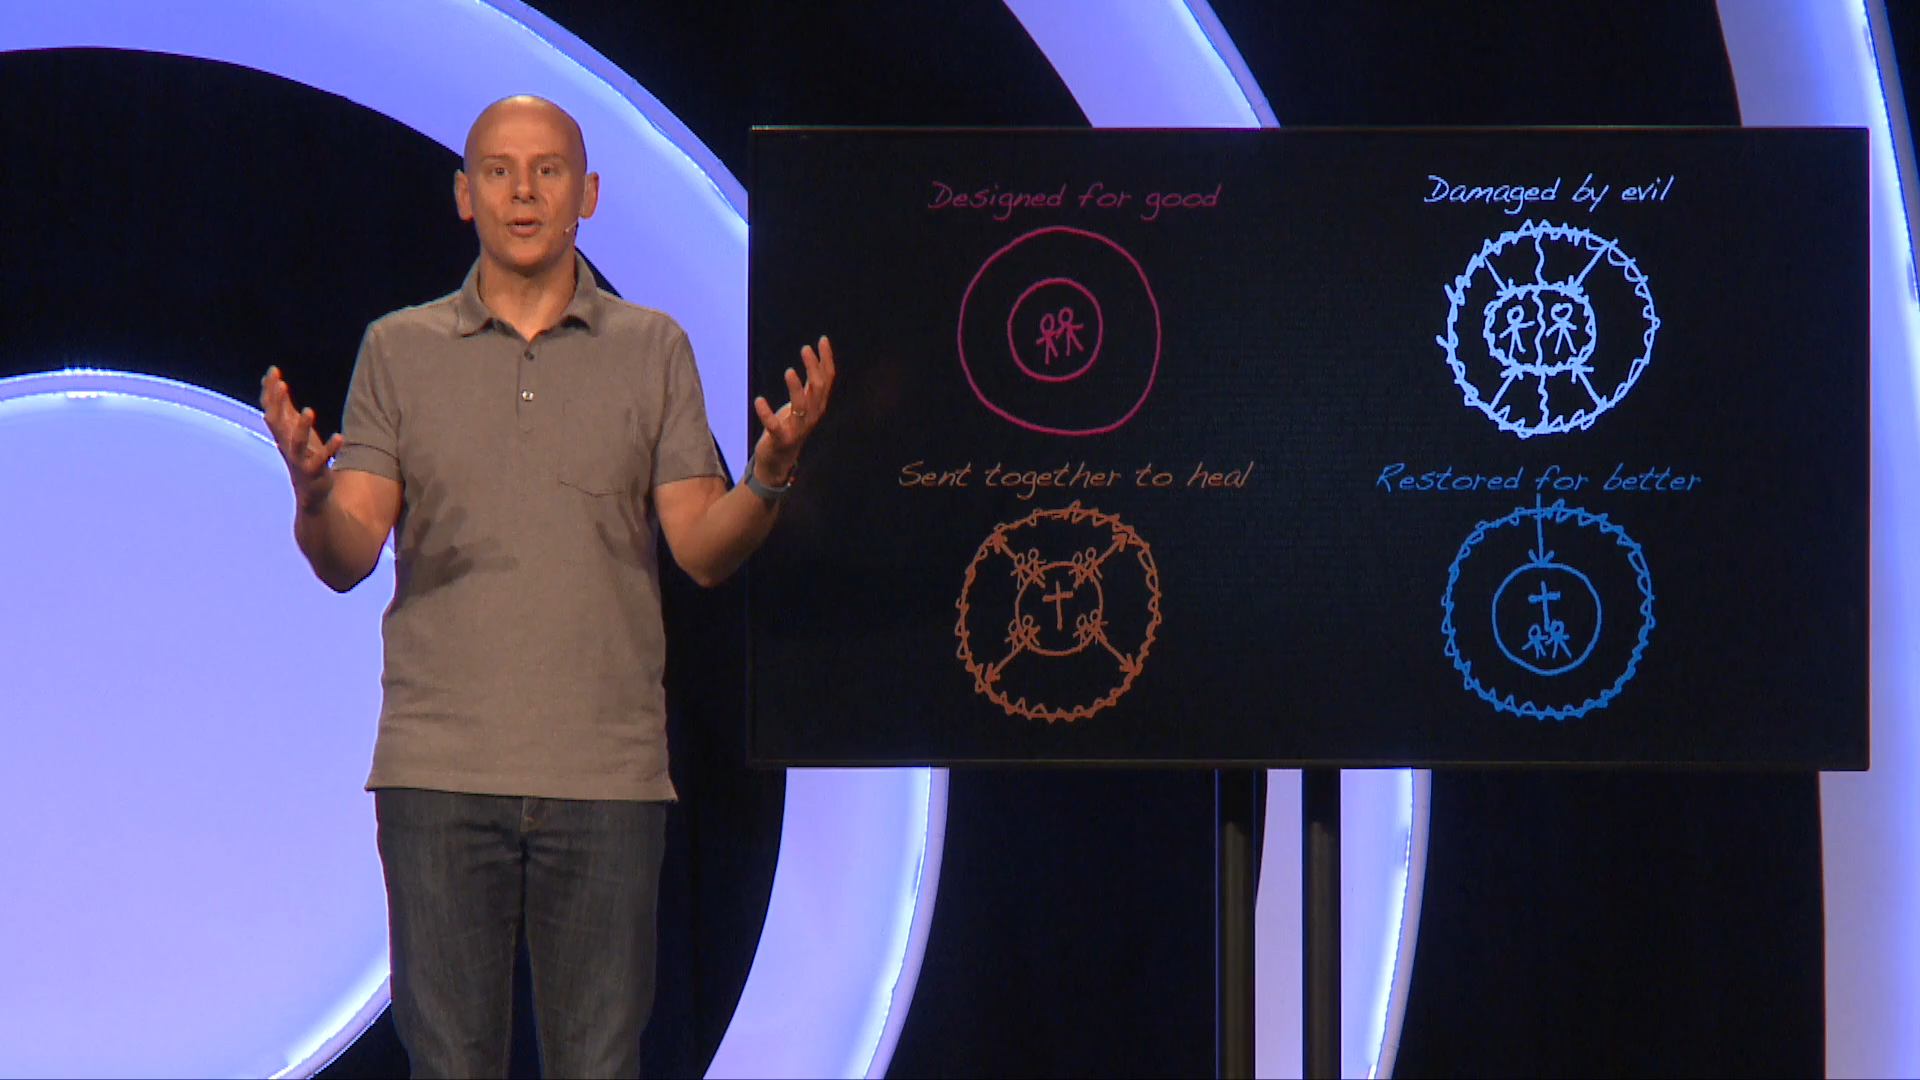 Designed for good
Damaged by evil
Sent together to heal
Restored for better